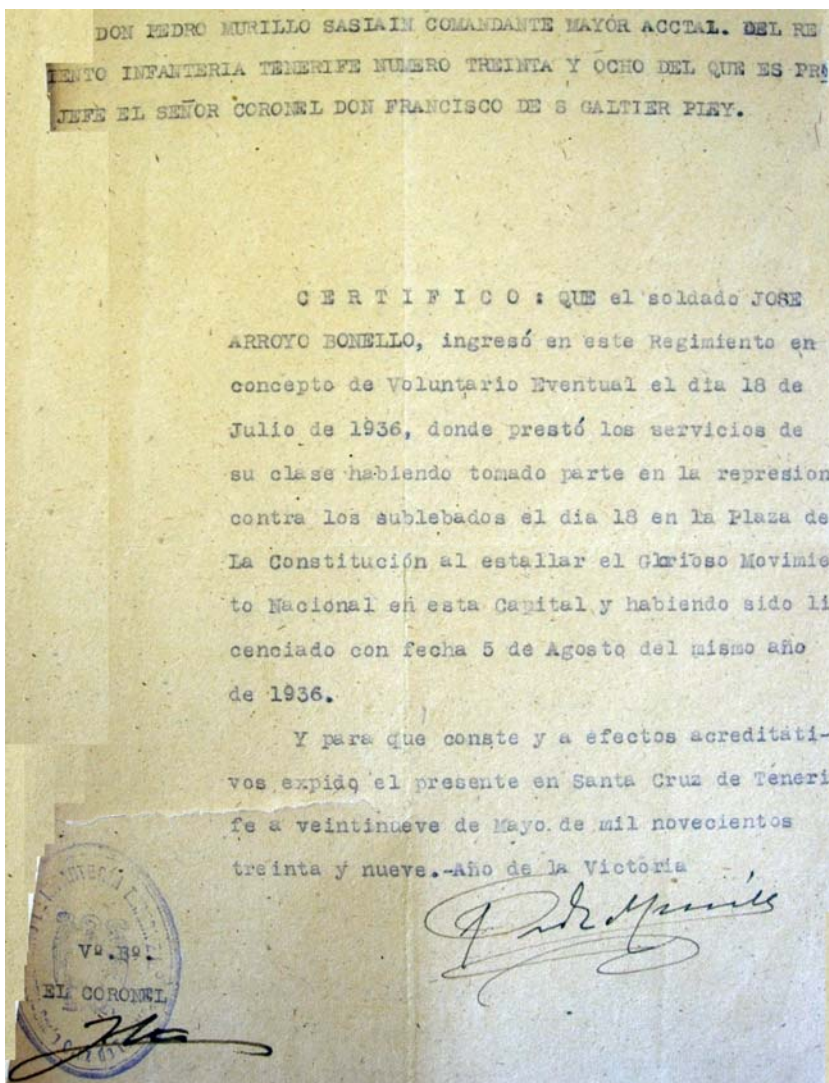 DON PEDRO MURILLO SASIAIN COMANDANTE MAYÓR ACCTAL. DEL RE
IENTO INFANTERIA TENERIFE NUMERO TREINTA Y OCHO DEL QUE ES PR
JEFE EL SEÑOR CORONEL DON FRANCISCO DE S GALTIER PLEY.
C E R T I F I C O : QUE el soldado JOSE
ARROYO BONELLO, ingresó en este Regimiento en
concepto de Voluntario Eventual el dia 18 de
Julio de 1936, donde prestó los servicios de
su clase habiendo tomado parte en la represion
contra los sublebados el dia 18 en la Plaza de
La Constitución al estallar el Glorioso Movimie
to Nacional en esta Capital y habiendo sido li
cenciado con fecha 5 de Agosto del mismo año
de 1936.
Y para que conste y a efectos acreditati-
vos expido el presente en Santa Cruz de Teneri
fe a veintinueve de Mayo de mil novecientos
treinta y nueve.-Año de la Victoria
Vº.Bº.
EL CORONEL